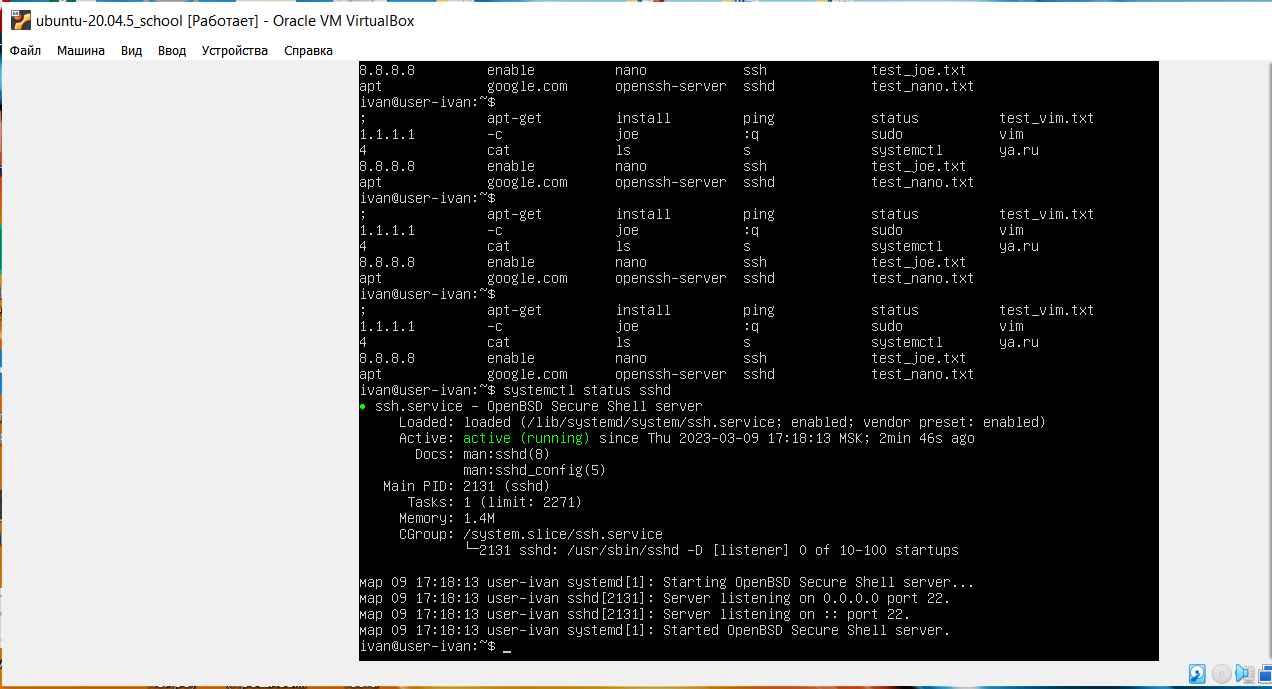 ubuntu-20.04.5_school [Работает] - Oracle VM VirtualBox
Файл Машина Вид Ввод Устройства Справка
8.8.8.8 enable nano ssh test_joe.txt
apt google.com openssh-server sshd test_nano.txt
ivan@user-ivan:~$
; apt-get install ping status test_vim.txt
1.1.1.1 -c joe :q sudo vim
4 cat ls s systemctl ya.ru
8.8.8.8 enable nano ssh test_joe.txt
apt google.com openssh-server sshd test_nano.txt
ivan@user-ivan:~$
; apt-get install ping status test_vim.txt
1.1.1.1 -c joe :q sudo vim
4 cat ls s systemctl ya.ru
8.8.8.8 enable nano ssh test_joe.txt
apt google.com openssh-server sshd test_nano.txt
ivan@user-ivan:~$
; apt-get install ping status test_vim.txt
1.1.1.1 -c joe :q sudo vim
4 cat ls s systemctl ya.ru
8.8.8.8 enable nano ssh test_joe.txt
apt google.com openssh-server sshd test_nano.txt
ivan@user-ivan:~$ systemctl status sshd
● ssh.service - OpenBSD Secure Shell server
Loaded: loaded (/lib/systemd/system/ssh.service; enabled; vendor preset: enabled)
Active: active (running) since Thu 2023-03-09 17:18:13 MSK; 2min 46s ago
Docs: man:sshd(8)
man:sshd_config(5)
Main PID: 2131 (sshd)
Tasks: 1 (limit: 2271)
Memory: 1.4M
CGroup: /system.slice/ssh.service
└─2131 sshd: /usr/sbin/sshd -D [listener] 0 of 10-100 startups
мар 09 17:18:13 user-ivan systemd[1]: Starting OpenBSD Secure Shell server...
мар 09 17:18:13 user-ivan sshd[2131]: Server listening on 0.0.0.0 port 22.
мар 09 17:18:13 user-ivan sshd[2131]: Server listening on :: port 22.
мар 09 17:18:13 user-ivan systemd[1]: Started OpenBSD Secure Shell server.
ivan@user-ivan:~$ _